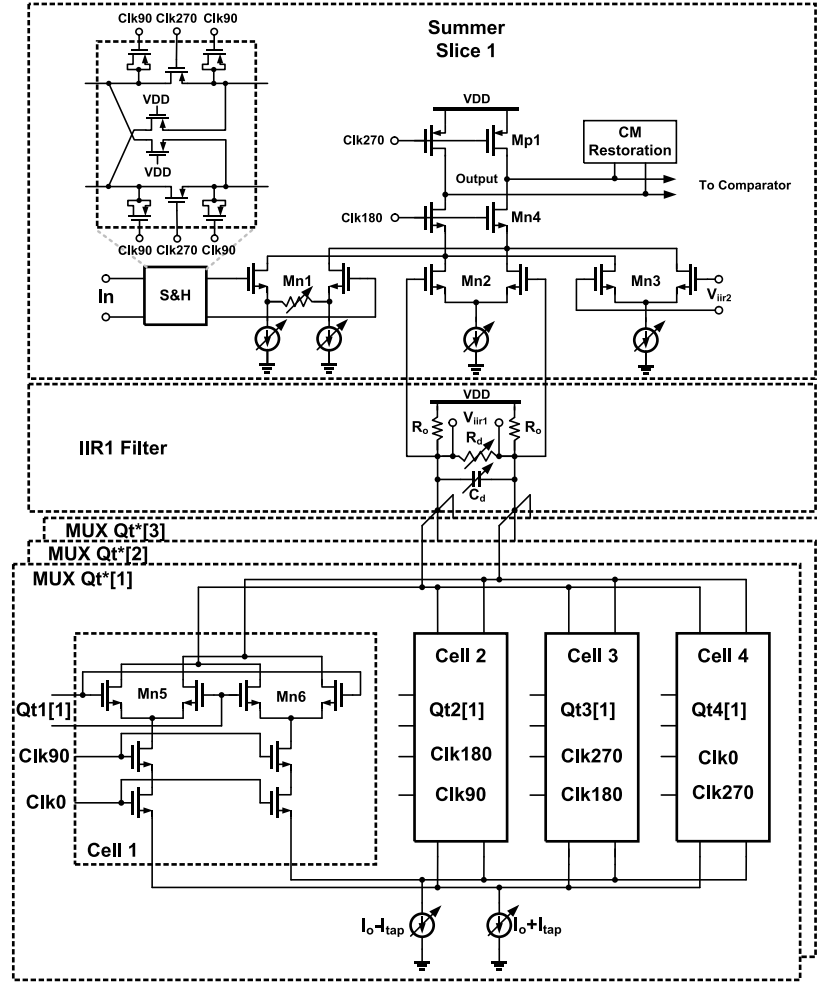 Clk90 Clk270 Clk90
Summer
Slice 1
VDD
VDD
Clk270
Mp1
CM
Restoration
VDD
Output
To Comparator
Clk180
Mn4
Clk90 Clk270 Clk90
In
S&H
Mn1
Mn2
Mn3
Viir2
VDD
IIR1 Filter
Ro
Viir1
Rd
Ro
Cd
MUX Qt*[3]
MUX Qt*[2]
MUX Qt*[1]
Cell 2
Cell 3
Cell 4
Mn5
Mn6
Qt1[1]
Qt2[1]
Qt3[1]
Qt4[1]
Clk90
Clk180
Clk270
Clk0
Clk0
Clk90
Clk180
Clk270
Cell 1
Io-Itap
Io+Itap